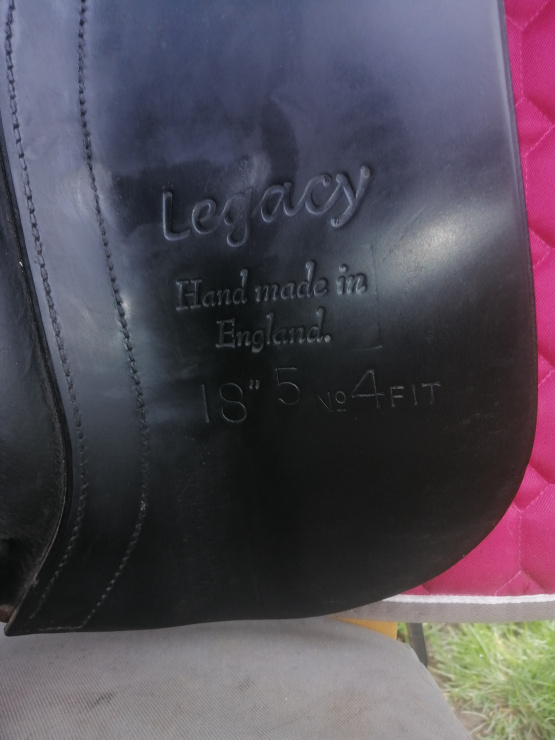 Legacy
Hand made in
England.
18" 5 No 4 FIT